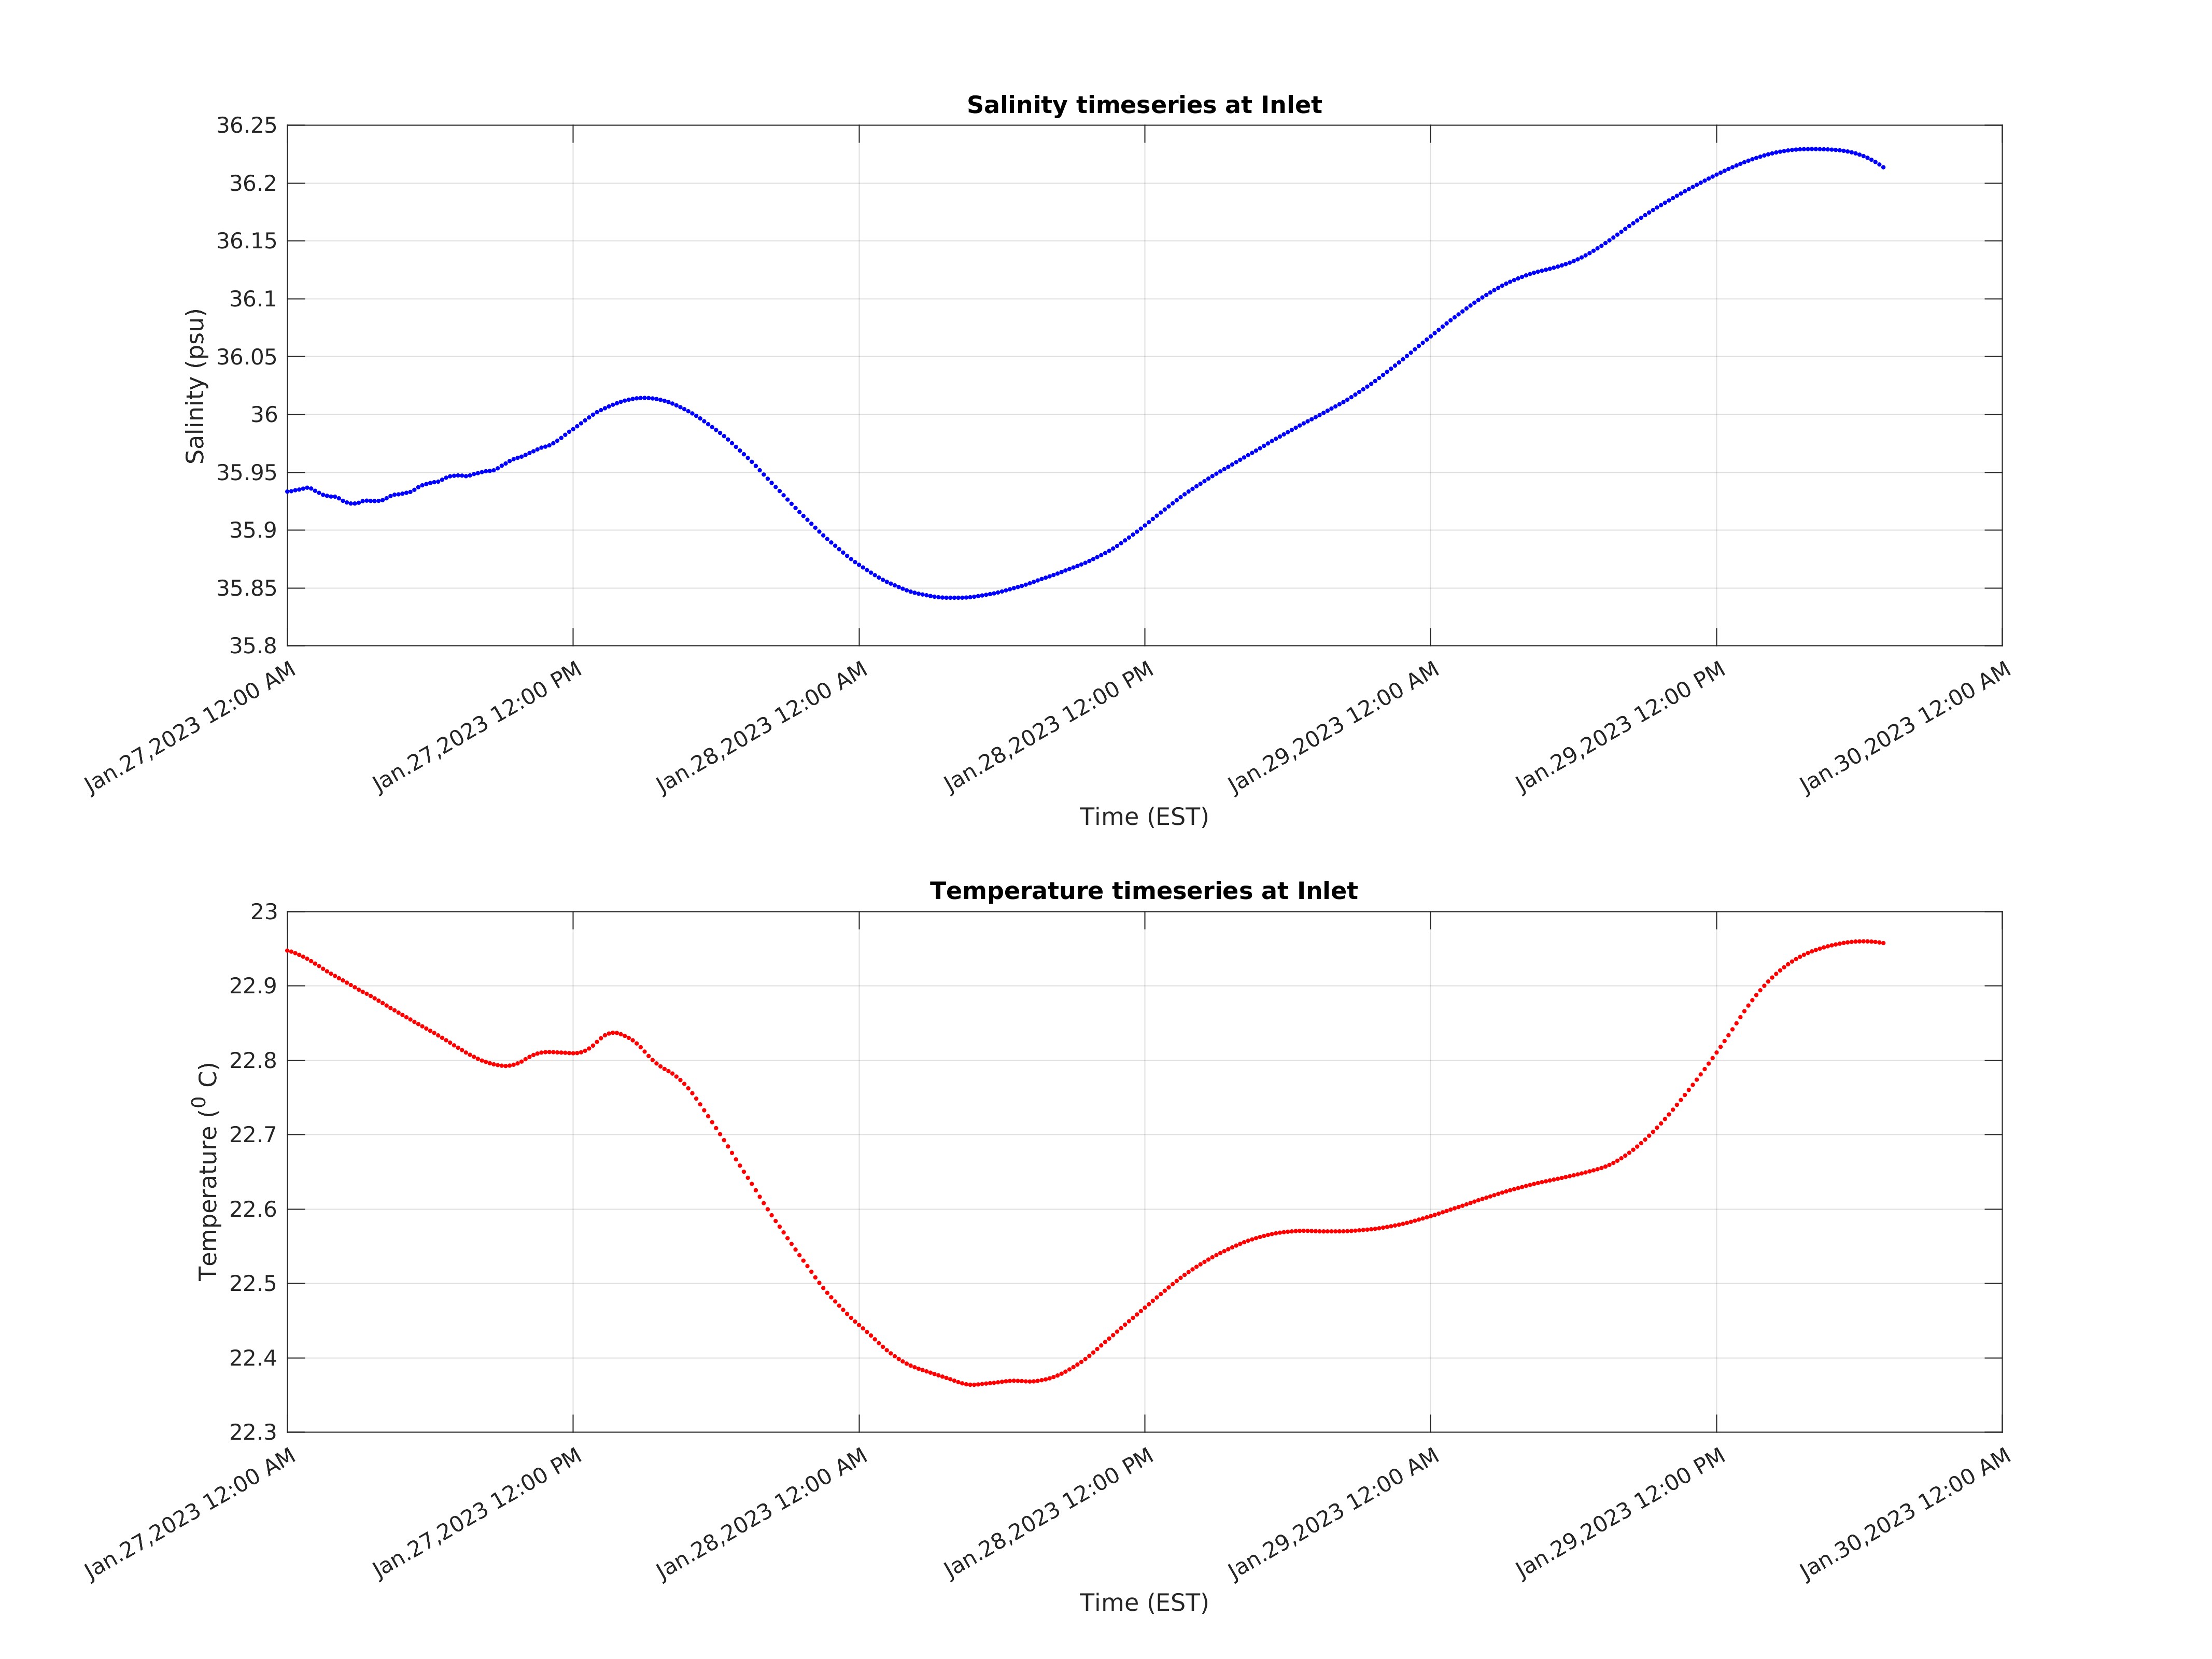 Salinity timeseries at Inlet
36.25
36.2
36.15
36.1
36.05
36
35.95
35.9
35.85
35.8
Salinity (psu)
Jan.27,2023 12:00 AM
Jan.27,2023 12:00 PM
Jan.28,2023 12:00 AM
Jan.28,2023 12:00 PM
Jan.29,2023 12:00 AM
Jan.29,2023 12:00 PM
Jan.30,2023 12:00 AM
Time (EST)
Temperature timeseries at Inlet
23
22.9
22.8
22.7
22.6
22.5
22.4
22.3
Temperature (⁰ C)
Jan.27,2023 12:00 AM
Jan.27,2023 12:00 PM
Jan.28,2023 12:00 AM
Jan.28,2023 12:00 PM
Jan.29,2023 12:00 AM
Jan.29,2023 12:00 PM
Jan.30,2023 12:00 AM
Time (EST)